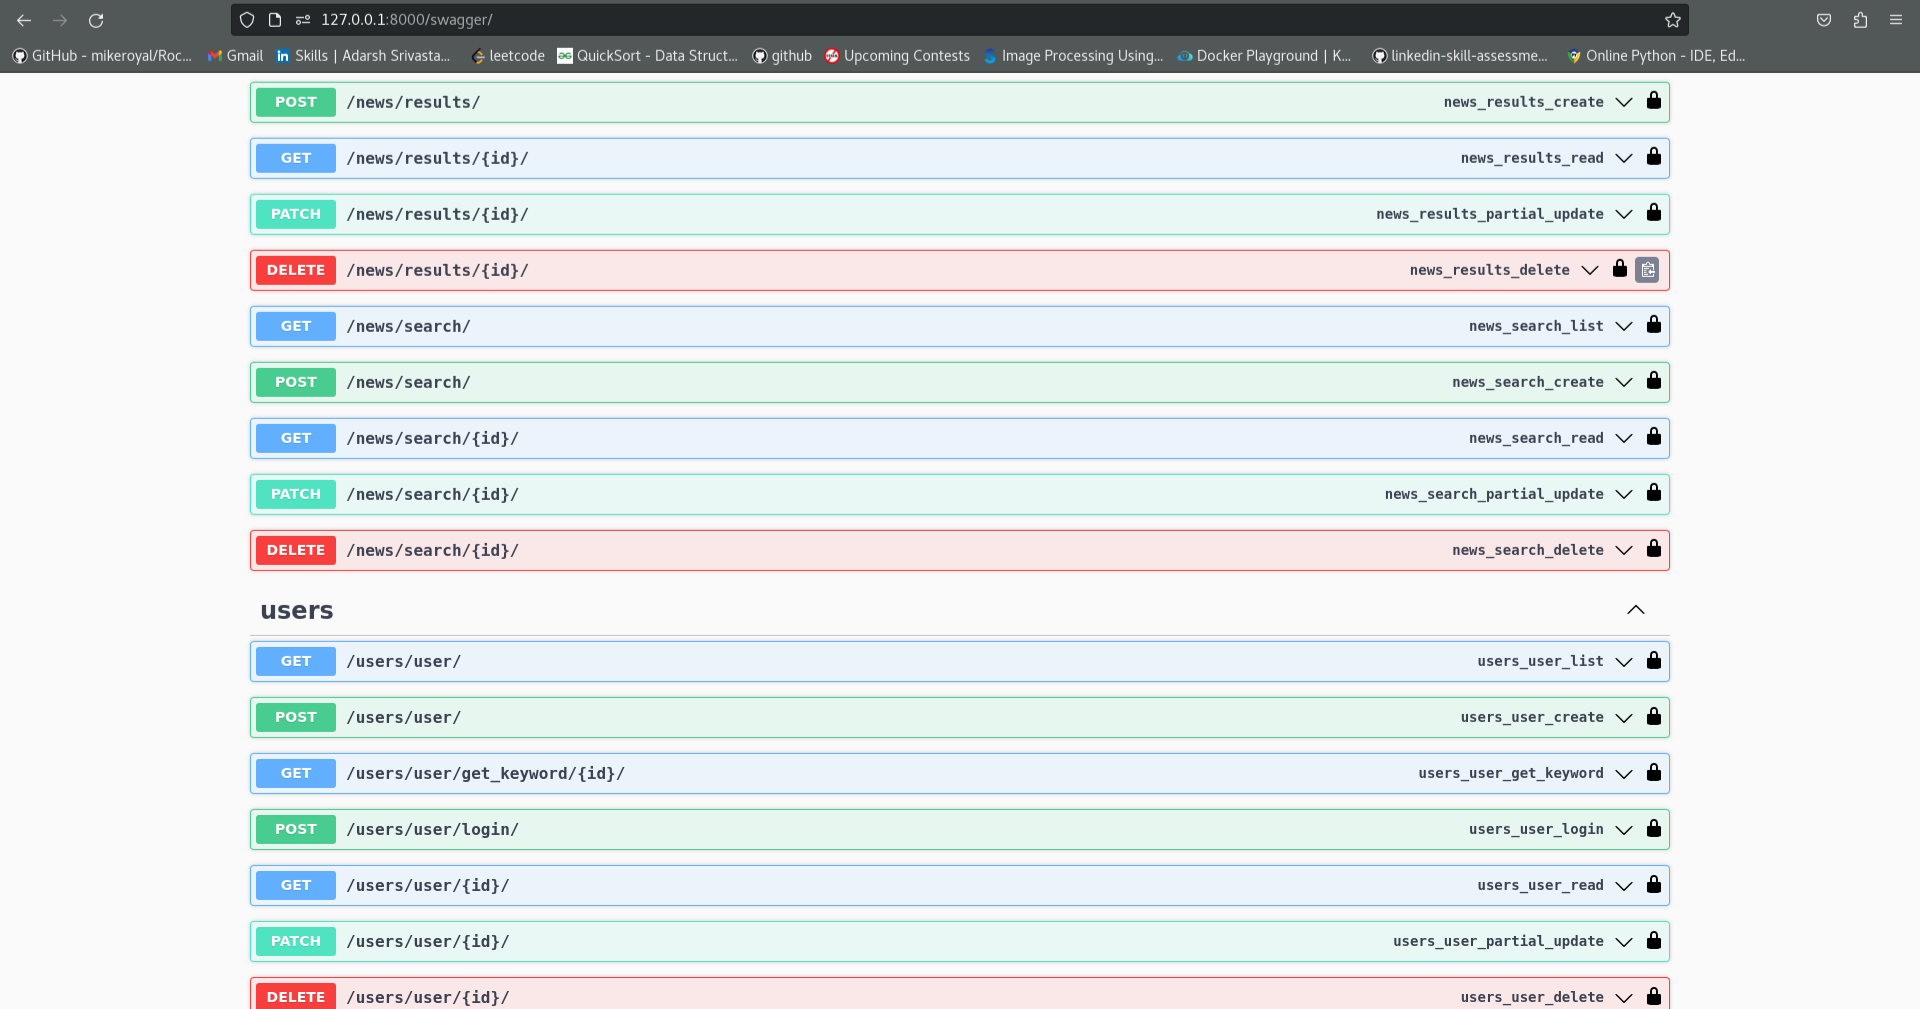 127.0.0.1:8000/swagger/
GitHub - mikeroyal/Roc... Gmail Skills | Adarsh Srivasta... leetcode QuickSort - Data Struct... github Upcoming Contests Image Processing Using... Docker Playground | K... linkedin-skill-assessme... Online Python - IDE, Ed...
POST /news/results/ news_results_create
GET /news/results/{id}/ news_results_read
PATCH /news/results/{id}/ news_results_partial_update
DELETE /news/results/{id}/ news_results_delete
GET /news/search/ news_search_list
POST /news/search/ news_search_create
GET /news/search/{id}/ news_search_read
PATCH /news/search/{id}/ news_search_partial_update
DELETE /news/search/{id}/ news_search_delete
users
GET /users/user/ users_user_list
POST /users/user/ users_user_create
GET /users/user/get_keyword/{id}/ users_user_get_keyword
POST /users/user/login/ users_user_login
GET /users/user/{id}/ users_user_read
PATCH /users/user/{id}/ users_user_partial_update
DELETE /users/user/{id}/ users_user_delete